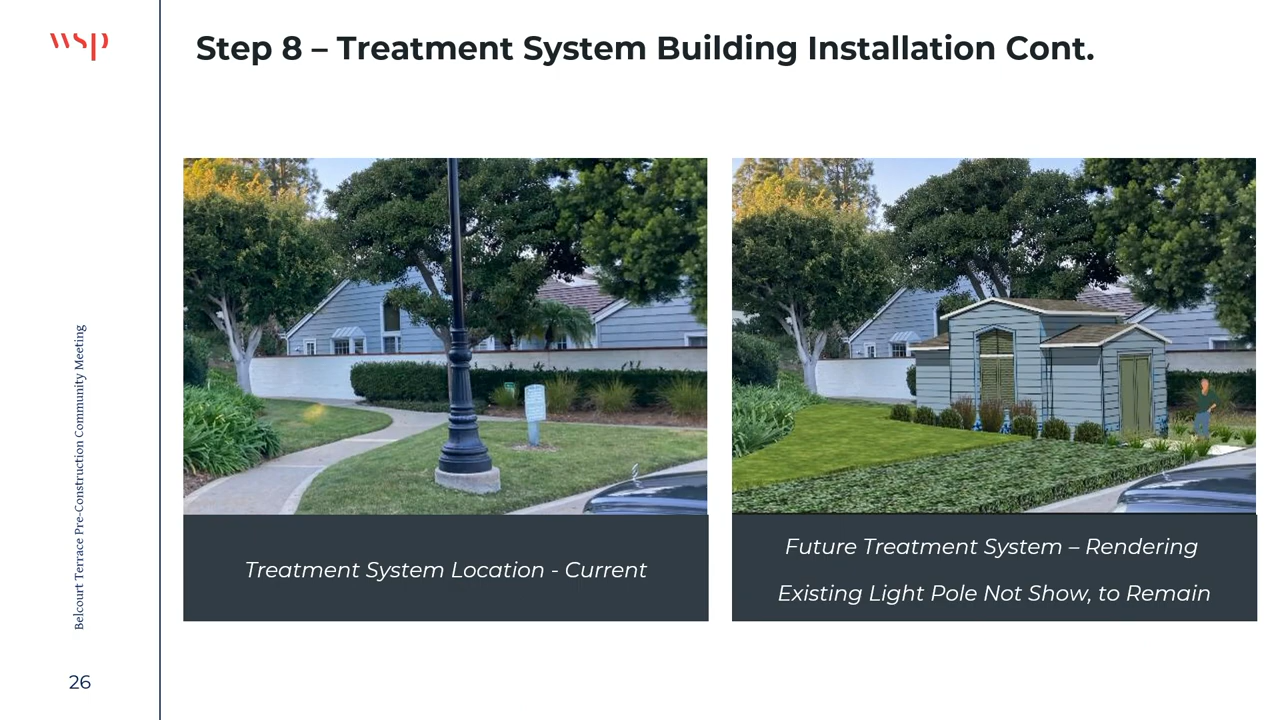 wsp
Step 8 – Treatment System Building Installation Cont.
Treatment System Location - Current
Future Treatment System – Rendering
Existing Light Pole Not Show, to Remain
Belcourt Terrace Pre-Construction Community Meeting
26